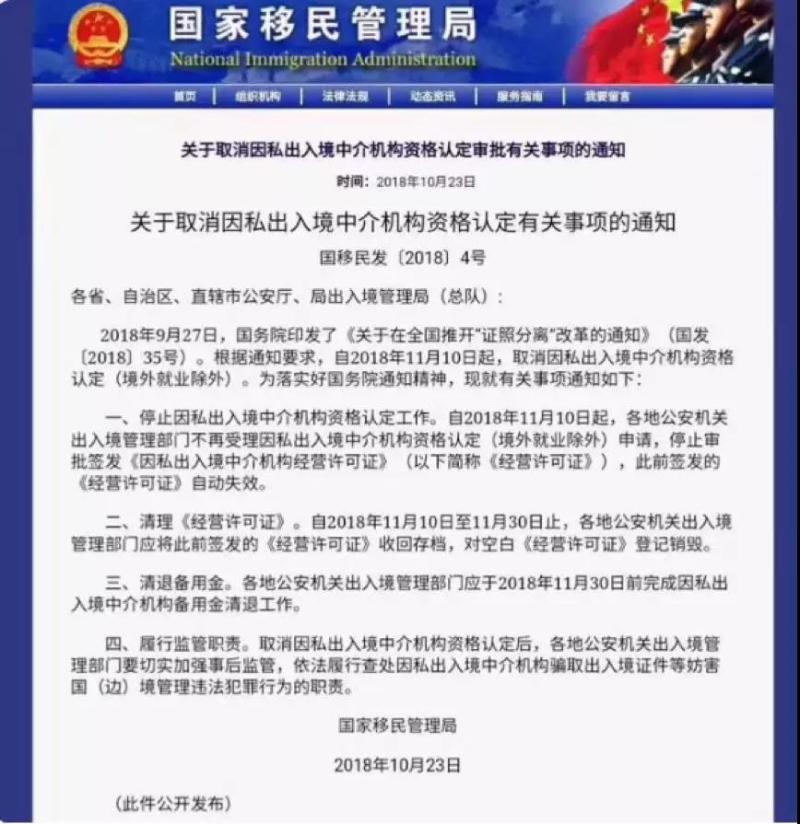 国家移民管理局
National Immigration Administration
首页 组织机构 法律法规 动态资讯 服务指南 我要留言
关于取消因私出入境中介机构资格认定审批有关事项的通知
时间：2018年10月23日
关于取消因私出入境中介机构资格认定有关事项的通知
国移民发〔2018〕4号
各省、自治区、直辖市公安厅、局出入境管理局（总队）：
2018年9月27日，国务院印发了《关于在全国推开“证照分离”改革的通知》（国发
〔2018〕35号）。根据通知要求，自2018年11月10日起，取消因私出入境中介机构资格
认定（境外就业除外）。为落实好国务院通知精神，现就有关事项通知如下：
一、停止因私出入境中介机构资格认定工作。自2018年11月10日起，各地公安机关
出入境管理部门不再受理因私出入境中介机构资格认定（境外就业除外）申请，停止审
批签发《因私出入境中介机构经营许可证》（以下简称《经营许可证》），此前签发的
《经营许可证》自动失效。
二、清理《经营许可证》。自2018年11月10日至11月30日止，各地公安机关出入境
管理部门应将此前签发的《经营许可证》收回存档，对空白《经营许可证》登记销毁。
三、清退备用金。各地公安机关出入境管理部门应于2018年11月30日前完成因私出
入境中介机构备用金清退工作。
四、履行监管职责。取消因私出入境中介机构资格认定后，各地公安机关出入境管
理部门要切实加强事后监管，依法履行查处因私出入境中介机构骗取出入境证件等妨害
国（边）境管理违法犯罪行为的职责。
国家移民管理局
2018年10月23日
（此件公开发布）